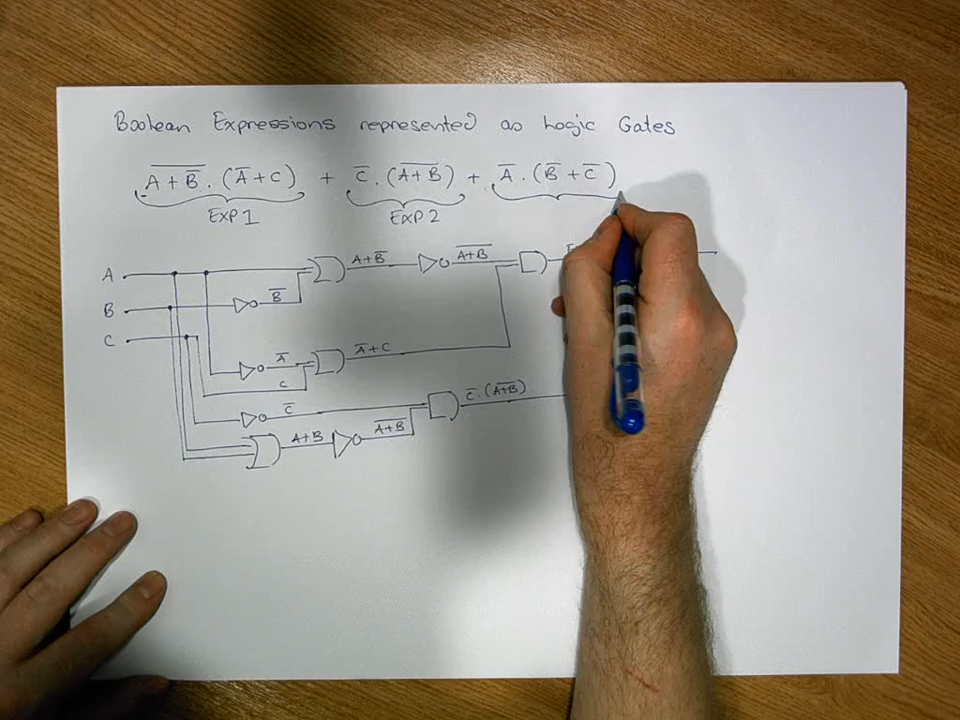 Boolean Expressions represented as Logic Gates
A̅ ̅+̅ ̅B̅̅ . (A̅ + C) + C̅ . (A̅+̅B̅) + A̅ . (B̅ + C̅)
EXP 1 EXP 2
A A+B̅ A̅+̅B̅̅
B B̅
C A̅ A̅+C
C
C̅ C̅.(A̅+̅B̅)
A+B A̅+̅B̅